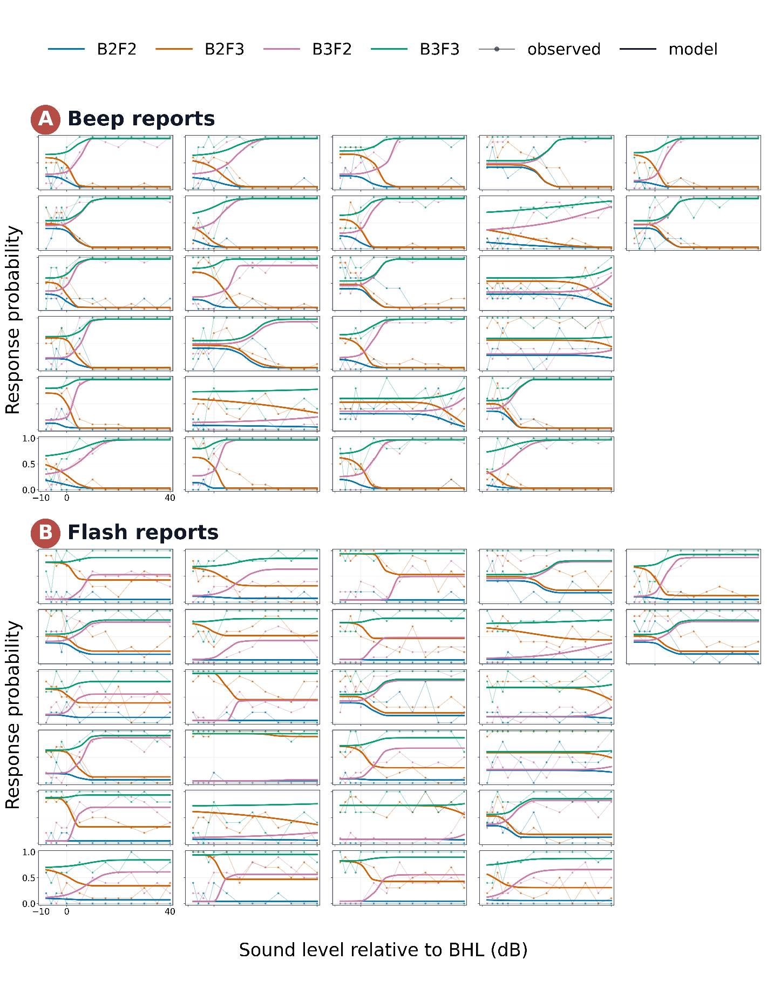 B2F2 B2F3 B3F2 B3F3 observed model
A Beep reports
Response probability
1.0
0.5
0.0
−10 0 40
B Flash reports
Response probability
1.0
0.5
0.0
−10 0 40
Sound level relative to BHL (dB)